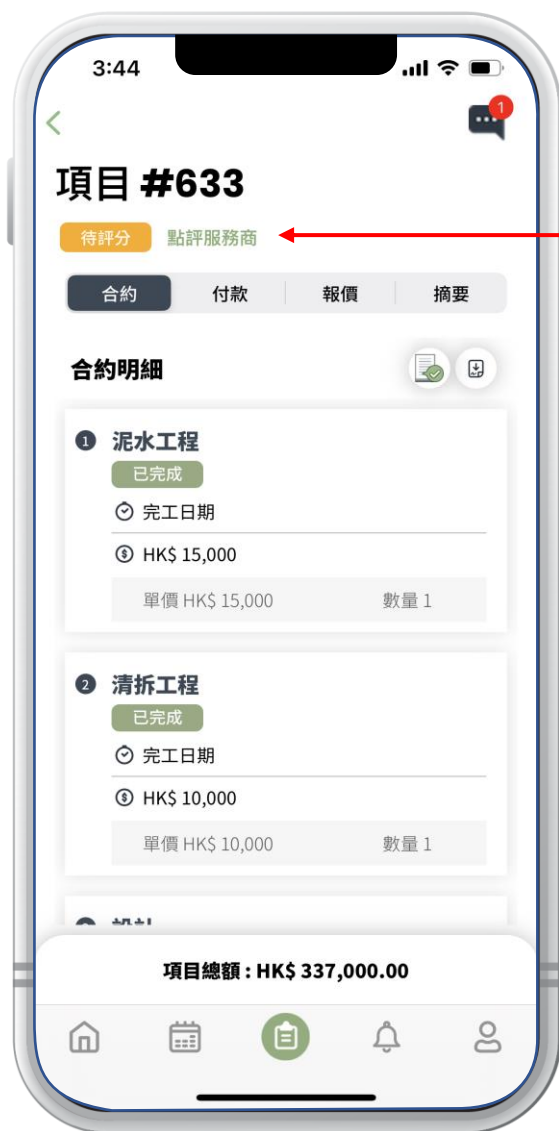 3:44
1
項目 #633
待評分 點評服務商
合約 付款 報價 摘要
合約明細
1 泥水工程
已完成
完工日期
HK$ 15,000
單價 HK$ 15,000 數量 1
2 清拆工程
已完成
完工日期
HK$ 10,000
單價 HK$ 10,000 數量 1
項目總額 : HK$ 337,000.00